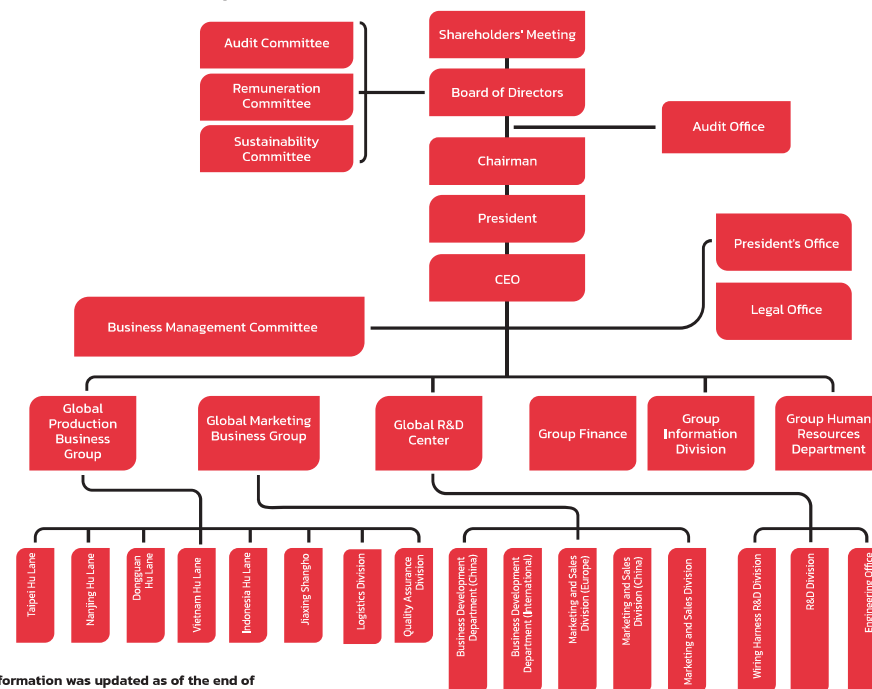 Shareholders' Meeting
Audit Committee
Remuneration
Committee
Sustainability
Committee
Board of Directors
Audit Office
Chairman
President
CEO
President's Office
Legal Office
Business Management Committee
Global
Production
Business
Group
Global Marketing
Business Group
Global R&D
Center
Group Finance
Group
Information
Division
Group Human
Resources
Department
Taipei Hu Lane
Nanjing Hu Lane
Dongguan
Hu Lane
Vietnam Hu Lane
Indonesia Hu Lane
Jiaxing Shangho
Logistics Division
Quality Assurance
Division
Business Development
Department (China)
Business Development
Department (International)
Marketing and Sales
Division (Europe)
Marketing and Sales
Division (China)
Marketing and Sales Division
Wiring Harness R&D Division
R&D Division
Engineering Office
formation was updated as of the end of